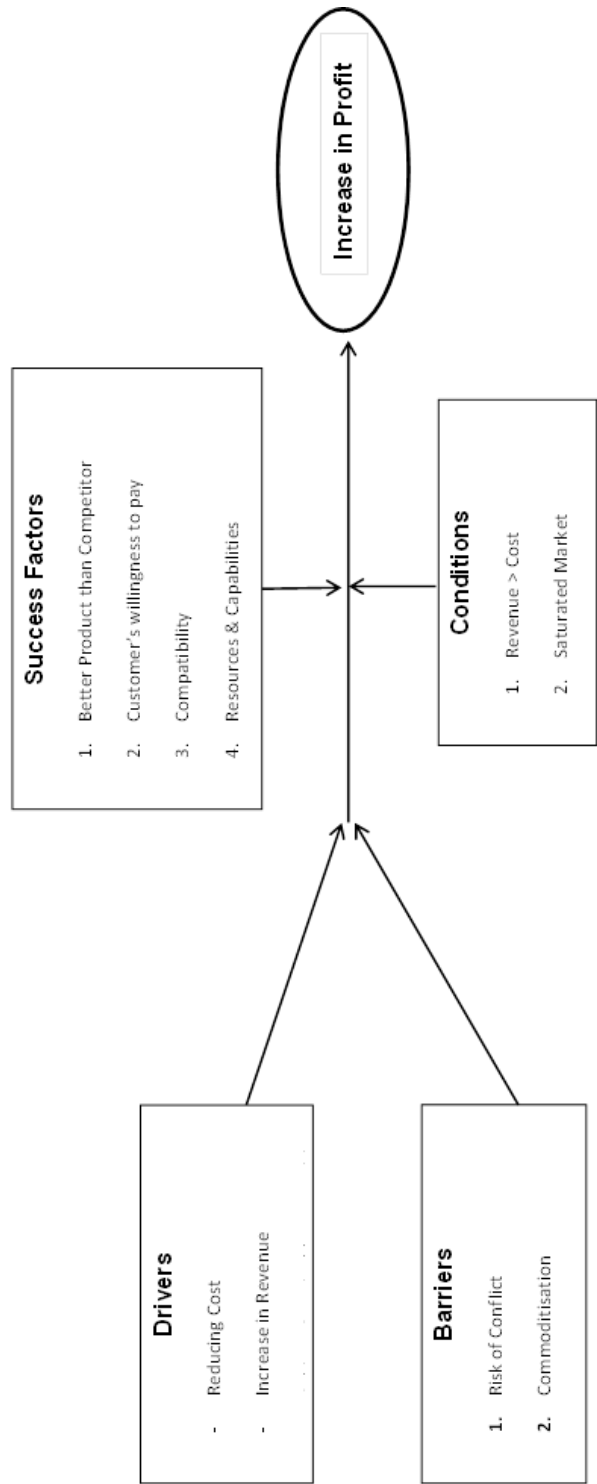 Drivers
- Reducing Cost
- Increase in Revenue
Barriers
1. Risk of Conflict
2. Commoditisation
Success Factors
1. Better Product than Competitor
2. Customer's willingness to pay
3. Compatibility
4. Resources & Capabilities
Conditions
1. Revenue > Cost
2. Saturated Market
Increase in Profit